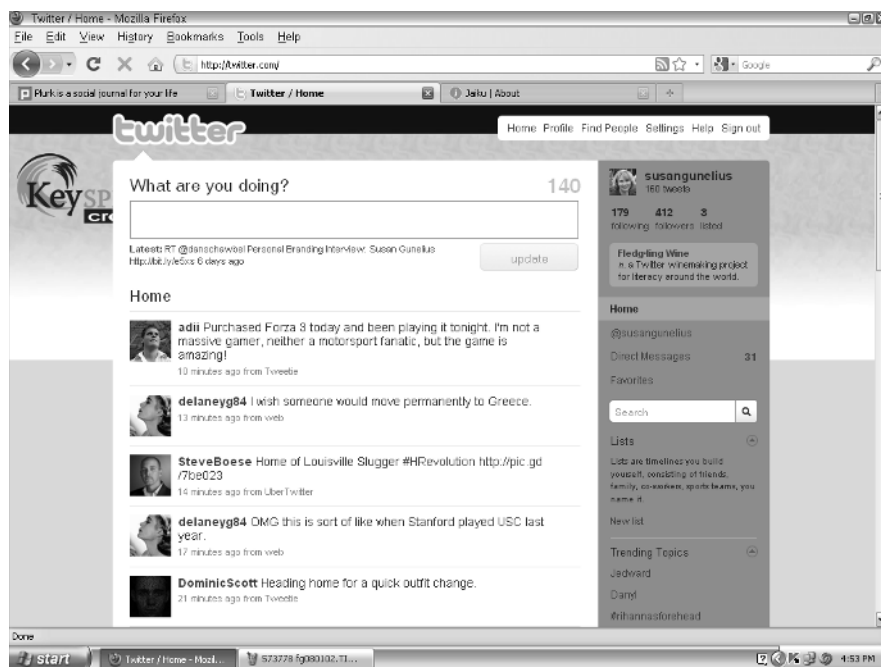 Twitter / Home - Mozilla Firefox
File Edit View History Bookmarks Tools Help
http://twitter.com/
Google
Plurk is a social journal for your life
Twitter / Home
Jaiku | About
twitter
Home Profile Find People Settings Help Sign out
Key
What are you doing?
140
Latest: RT @danschawbel Personal Branding Interview: Susan Gunelius
6 days ago
update
Home
adii Purchased Forza 3 today and been playing it tonight. I'm not a
massive gamer, neither a motorsport fanatic, but the game is
amazing!
10 minutes ago from Tweetie
delaneyg84 I wish someone would move permanently to Greece.
13 minutes ago from web
SteveBoese Home of Louisville Slugger #HRevolution http://pic.gd
/7be023
14 minutes ago from UberTwitter
delaneyg84 OMG this is sort of like when Stanford played USC last
year.
17 minutes ago from web
DominicScott Heading home for a quick outfit change.
21 minutes ago from Tweetie
susangunelius
160 tweets
179 412 3
following followers listed
Fledgling Wine
n. a Twitter winemaking project
for literacy around the world.
Home
@susangunelius
Direct Messages 31
Favorites
Search
Lists
Lists are timelines you build
yourself, consisting of friends,
family, co-workers, sports teams, you
name it.
New list
Trending Topics
Jedward
Danyl
#rihannasforehead
Done
start
Twitter / Home - Mozil...
573778 fg080102.TI...
4:53 PM